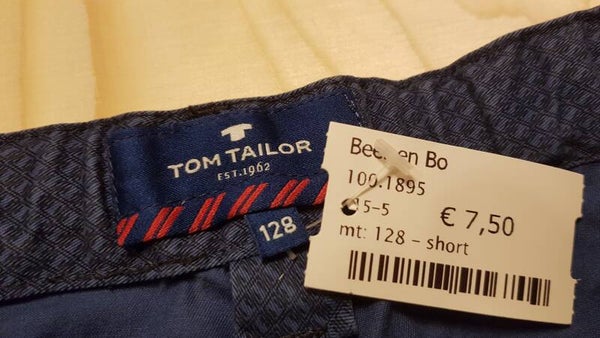 TOM TAILOR
EST.1962
128
Bo
100.1895
5-5
€ 7,50
mt: 128 - short